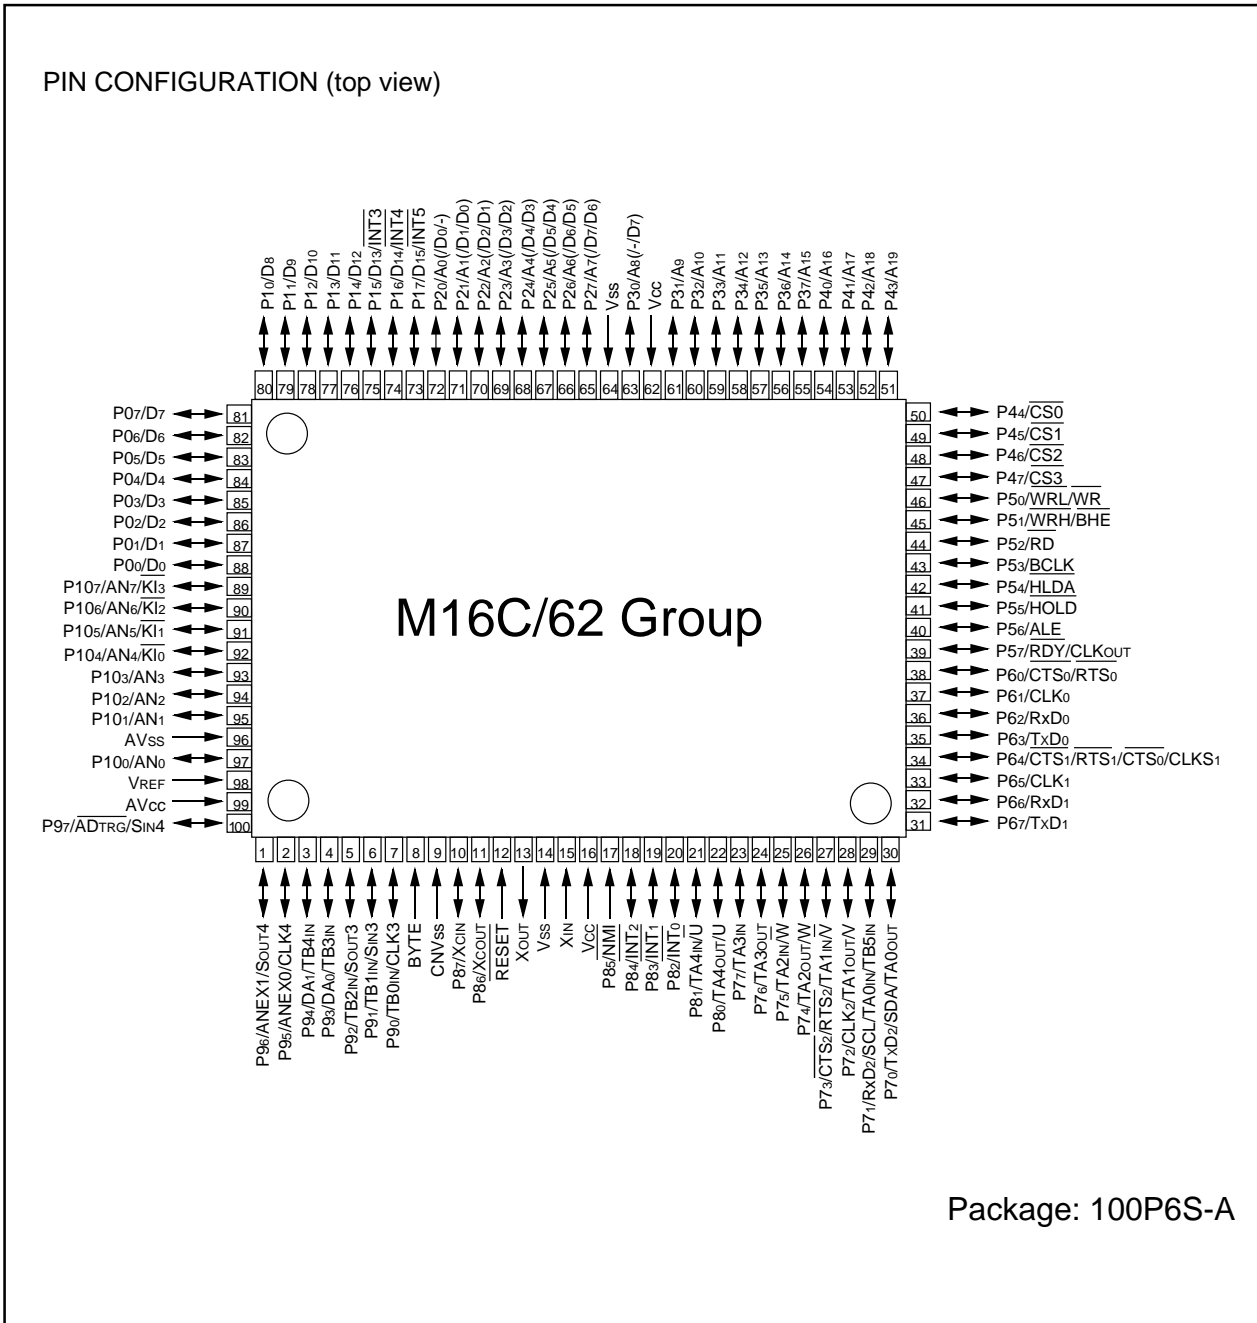 PIN CONFIGURATION (top view)
P10/D8
P11/D9
P12/D10
P13/D11
P14/D12
P15/D13/INT3
P16/D14/INT4
P17/D15/INT5
P20/A0(/D0/-)
P21/A1(/D1/D0)
P22/A2(/D2/D1)
P23/A3(/D3/D2)
P24/A4(/D4/D3)
P25/A5(/D5/D4)
P26/A6(/D6/D5)
P27/A7(/D7/D6)
Vss
P30/A8(/-/D7)
Vcc
P31/A9
P32/A10
P33/A11
P34/A12
P35/A13
P36/A14
P37/A15
P40/A16
P41/A17
P42/A18
P43/A19
80 79 78 77 76 75 74 73 72 71 70 69 68 67 66 65 64 63 62 61 60 59 58 57 56 55 54 53 52 51
P07/D7 81
P06/D6 82
P05/D5 83
P04/D4 84
P03/D3 85
P02/D2 86
P01/D1 87
P00/D0 88
P107/AN7/KI3 89
P106/AN6/KI2 90
P105/AN5/KI1 91
P104/AN4/KI0 92
P103/AN3 93
P102/AN2 94
P101/AN1 95
AVss 96
P100/AN0 97
VREF 98
AVcc 99
P97/ADTRG/SIN4 100
M16C/62 Group
50 P44/CS0
49 P45/CS1
48 P46/CS2
47 P47/CS3
46 P50/WRL/WR
45 P51/WRH/BHE
44 P52/RD
43 P53/BCLK
42 P54/HLDA
41 P55/HOLD
40 P56/ALE
39 P57/RDY/CLKOUT
38 P60/CTS0/RTS0
37 P61/CLK0
36 P62/RxD0
35 P63/TxD0
34 P64/CTS1/RTS1/CTS0/CLKS1
33 P65/CLK1
32 P66/RxD1
31 P67/TxD1
1 2 3 4 5 6 7 8 9 10 11 12 13 14 15 16 17 18 19 20 21 22 23 24 25 26 27 28 29 30
P96/ANEX1/SOUT4
P95/ANEX0/CLK4
P94/DA1/TB4IN
P93/DA0/TB3IN
P92/TB2IN/SOUT3
P91/TB1IN/SIN3
P90/TB0IN/CLK3
BYTE
CNVss
P87/XCIN
P86/XCOUT
RESET
XOUT
Vss
XIN
Vcc
P85/NMI
P84/INT2
P83/INT1
P82/INT0
P81/TA4IN/U
P80/TA4OUT/U
P77/TA3IN
P76/TA3OUT
P75/TA2IN/W
P74/TA2OUT/W
P73/CTS2/RTS2/TA1IN/V
P72/CLK2/TA1OUT/V
P71/RxD2/SCL/TA0IN/TB5IN
P70/TxD2/SDA/TA0OUT
Package: 100P6S-A